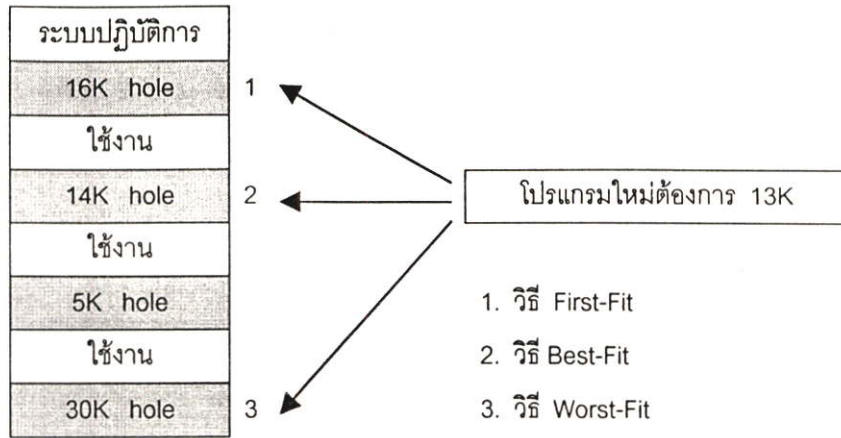 ระบบปฏิบัติการ
16K hole 1
ใช้งาน
14K hole 2
โปรแกรมใหม่ต้องการ 13K
ใช้งาน
5K hole
1. วิธี First-Fit
ใช้งาน
2. วิธี Best-Fit
30K hole 3
3. วิธี Worst-Fit